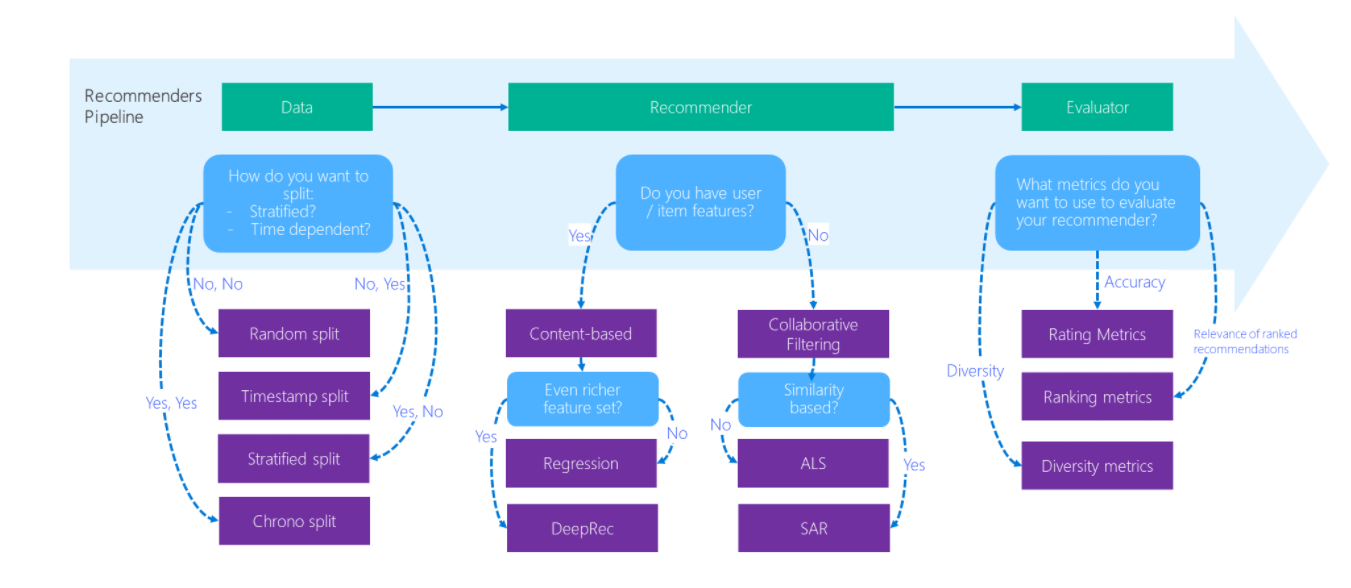 Recommenders
Pipeline
Data
Recommender
Evaluator
How do you want to
split:
- Stratified?
- Time dependent?
Do you have user
/ item features?
What metrics do you
want to use to evaluate
your recommender?
Yes
No
No, No
No, Yes
Accuracy
Random split
Content-based
Collaborative
Filtering
Rating Metrics
Relevance of ranked
recommendations
Diversity
Timestamp split
Even richer
feature set?
Similarity
based?
Ranking metrics
Yes, Yes
Yes, No
Yes
No
No
Yes
Stratified split
Regression
ALS
Diversity metrics
Chrono split
DeepRec
SAR